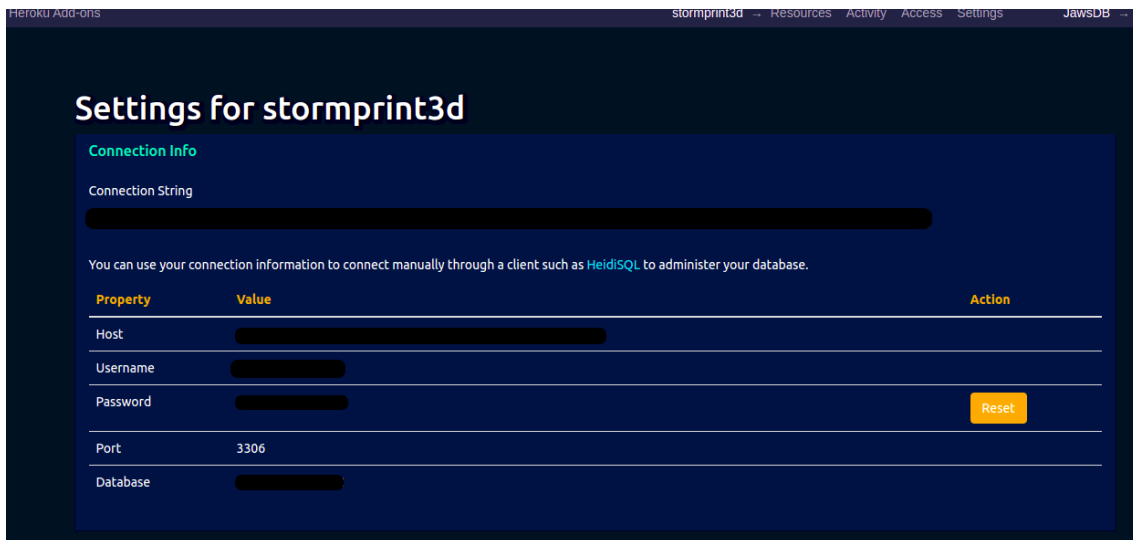 Heroku Add-ons stormprint3d → Resources Activity Access Settings JawsDB →
Settings for stormprint3d
Connection Info
Connection String
You can use your connection information to connect manually through a client such as HeidiSQL to administer your database.
Property Value Action
Host
Username
Password Reset
Port 3306
Database